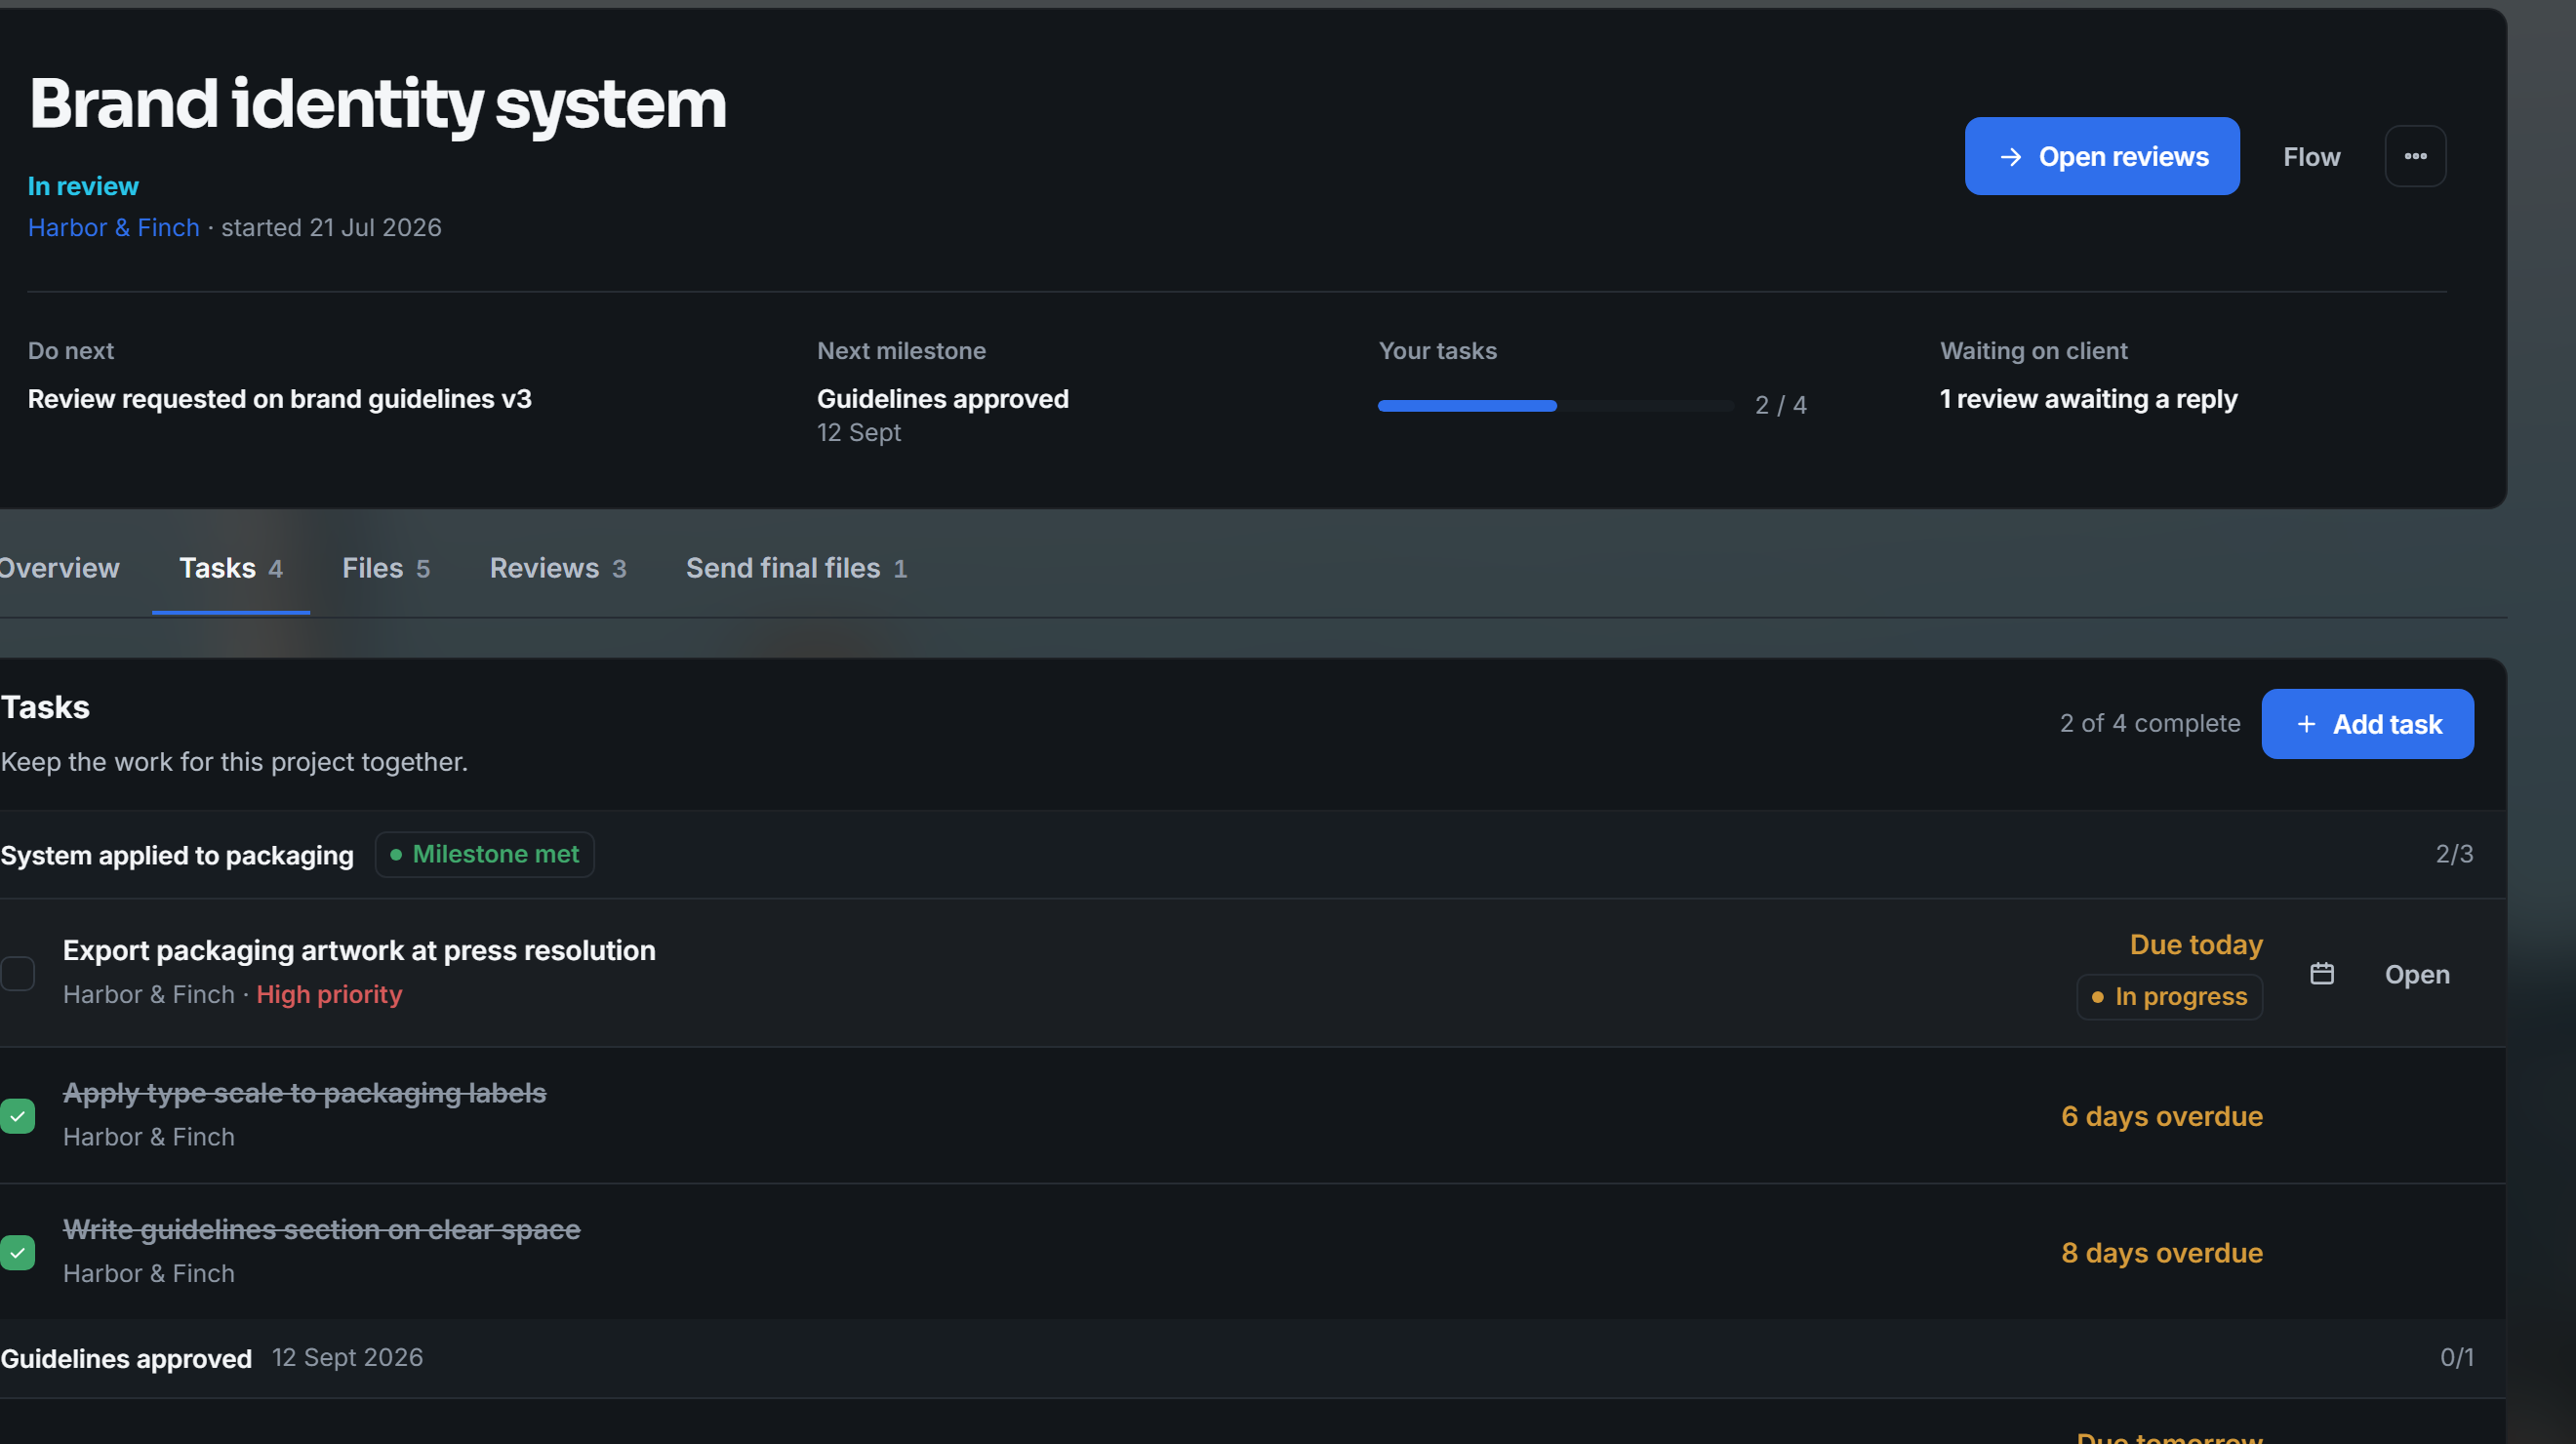 Brand identity system
In review
Harbor & Finch · started 21 Jul 2026
→ Open reviews
Flow
Do next
Review requested on brand guidelines v3
Next milestone
Guidelines approved
12 Sept
Your tasks
2 / 4
Waiting on client
1 review awaiting a reply
Overview
Tasks 4
Files 5
Reviews 3
Send final files 1
Tasks
Keep the work for this project together.
2 of 4 complete
+ Add task
System applied to packaging
Milestone met
2/3
Export packaging artwork at press resolution
Harbor & Finch · High priority
Due today
In progress
Open
Apply type scale to packaging labels
Harbor & Finch
6 days overdue
Write guidelines section on clear space
Harbor & Finch
8 days overdue
Guidelines approved 12 Sept 2026
0/1
Due tomorrow